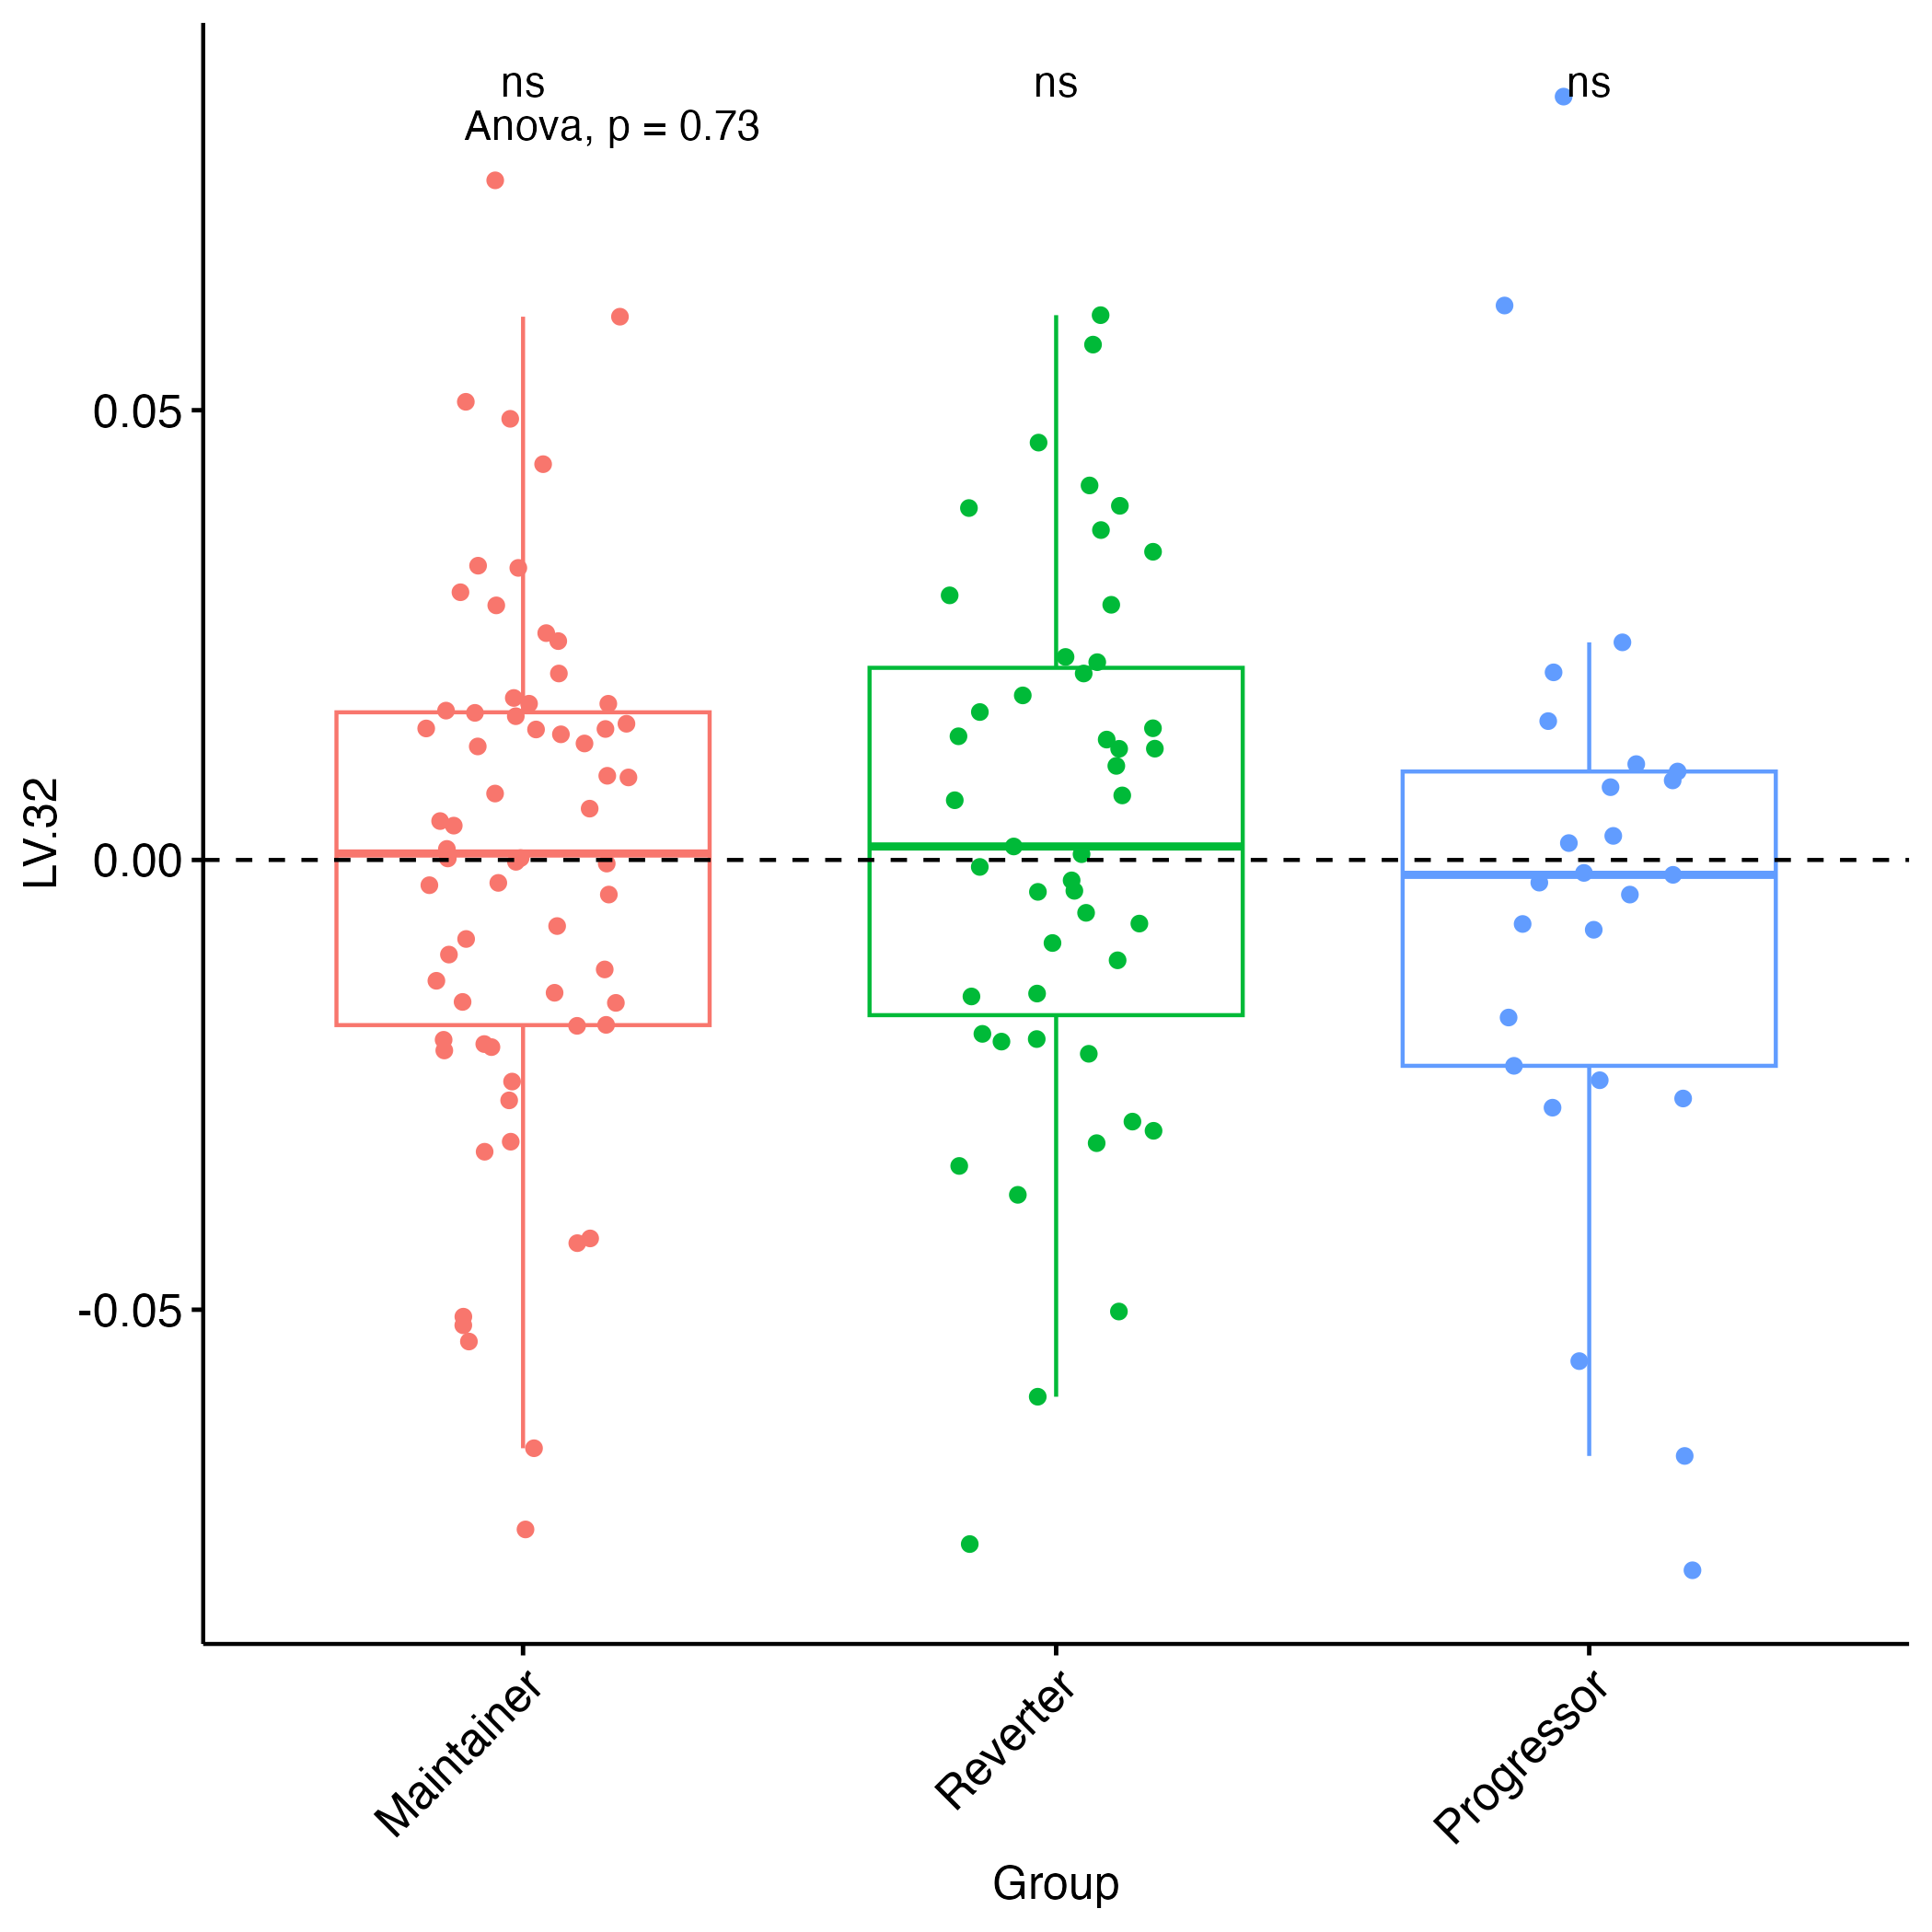 ns ns ns
Anova, p = 0.73
0.05
0.00
-0.05
LV.32
Maintainer
Reverter
Progressor
Group